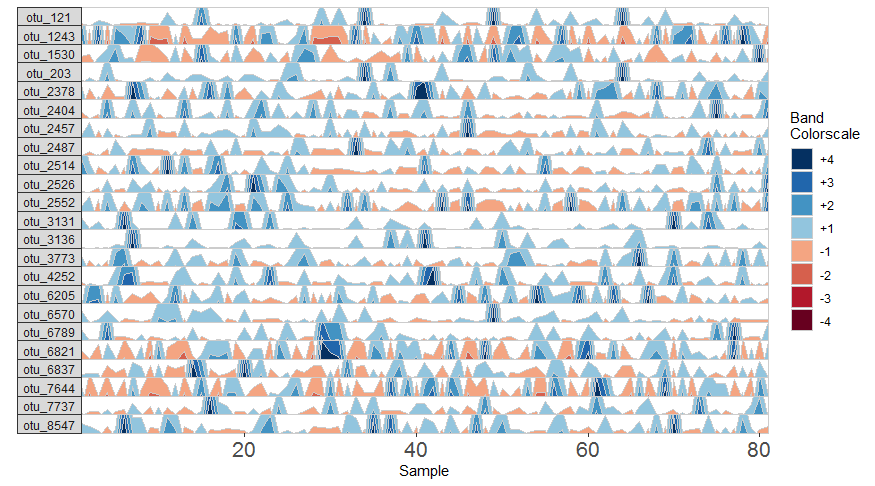 otu_121
otu_1243
otu_1530
otu_203
otu_2378
otu_2404
otu_2457
otu_2487
otu_2514
otu_2526
otu_2552
otu_3131
otu_3136
otu_3773
otu_4252
otu_6205
otu_6570
otu_6789
otu_6821
otu_6837
otu_7644
otu_7737
otu_8547
20
40
60
80
Sample
Band
Colorscale
+4
+3
+2
+1
-1
-2
-3
-4